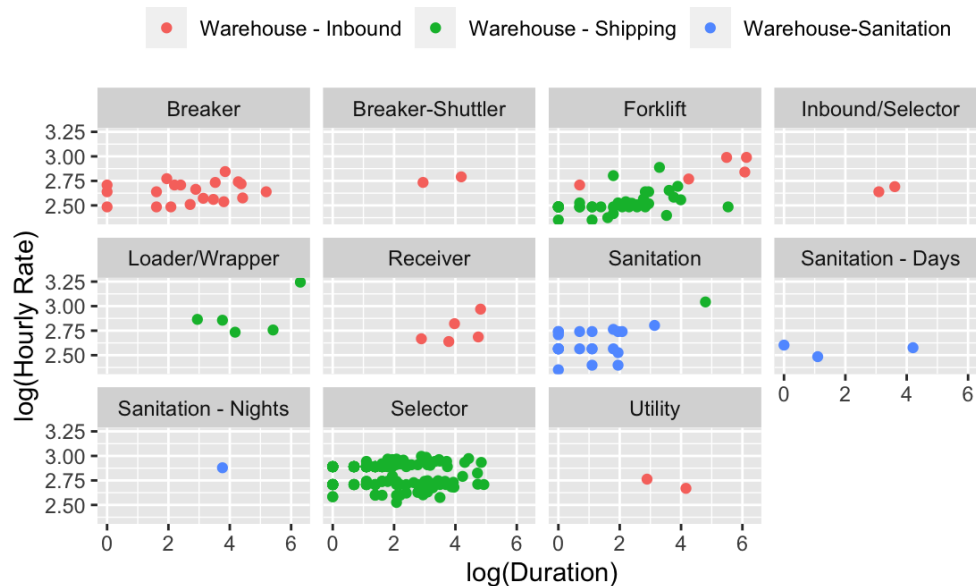 Warehouse - Inbound Warehouse - Shipping Warehouse-Sanitation
Breaker Breaker-Shuttler Forklift Inbound/Selector
3.25
3.00
2.75
2.50
Loader/Wrapper Receiver Sanitation Sanitation - Days
3.25
3.00
2.75
2.50
0 2 4 6
Sanitation - Nights Selector Utility
3.25
3.00
2.75
2.50
0 2 4 6 0 2 4 6 0 2 4 6
log(Hourly Rate)
log(Duration)